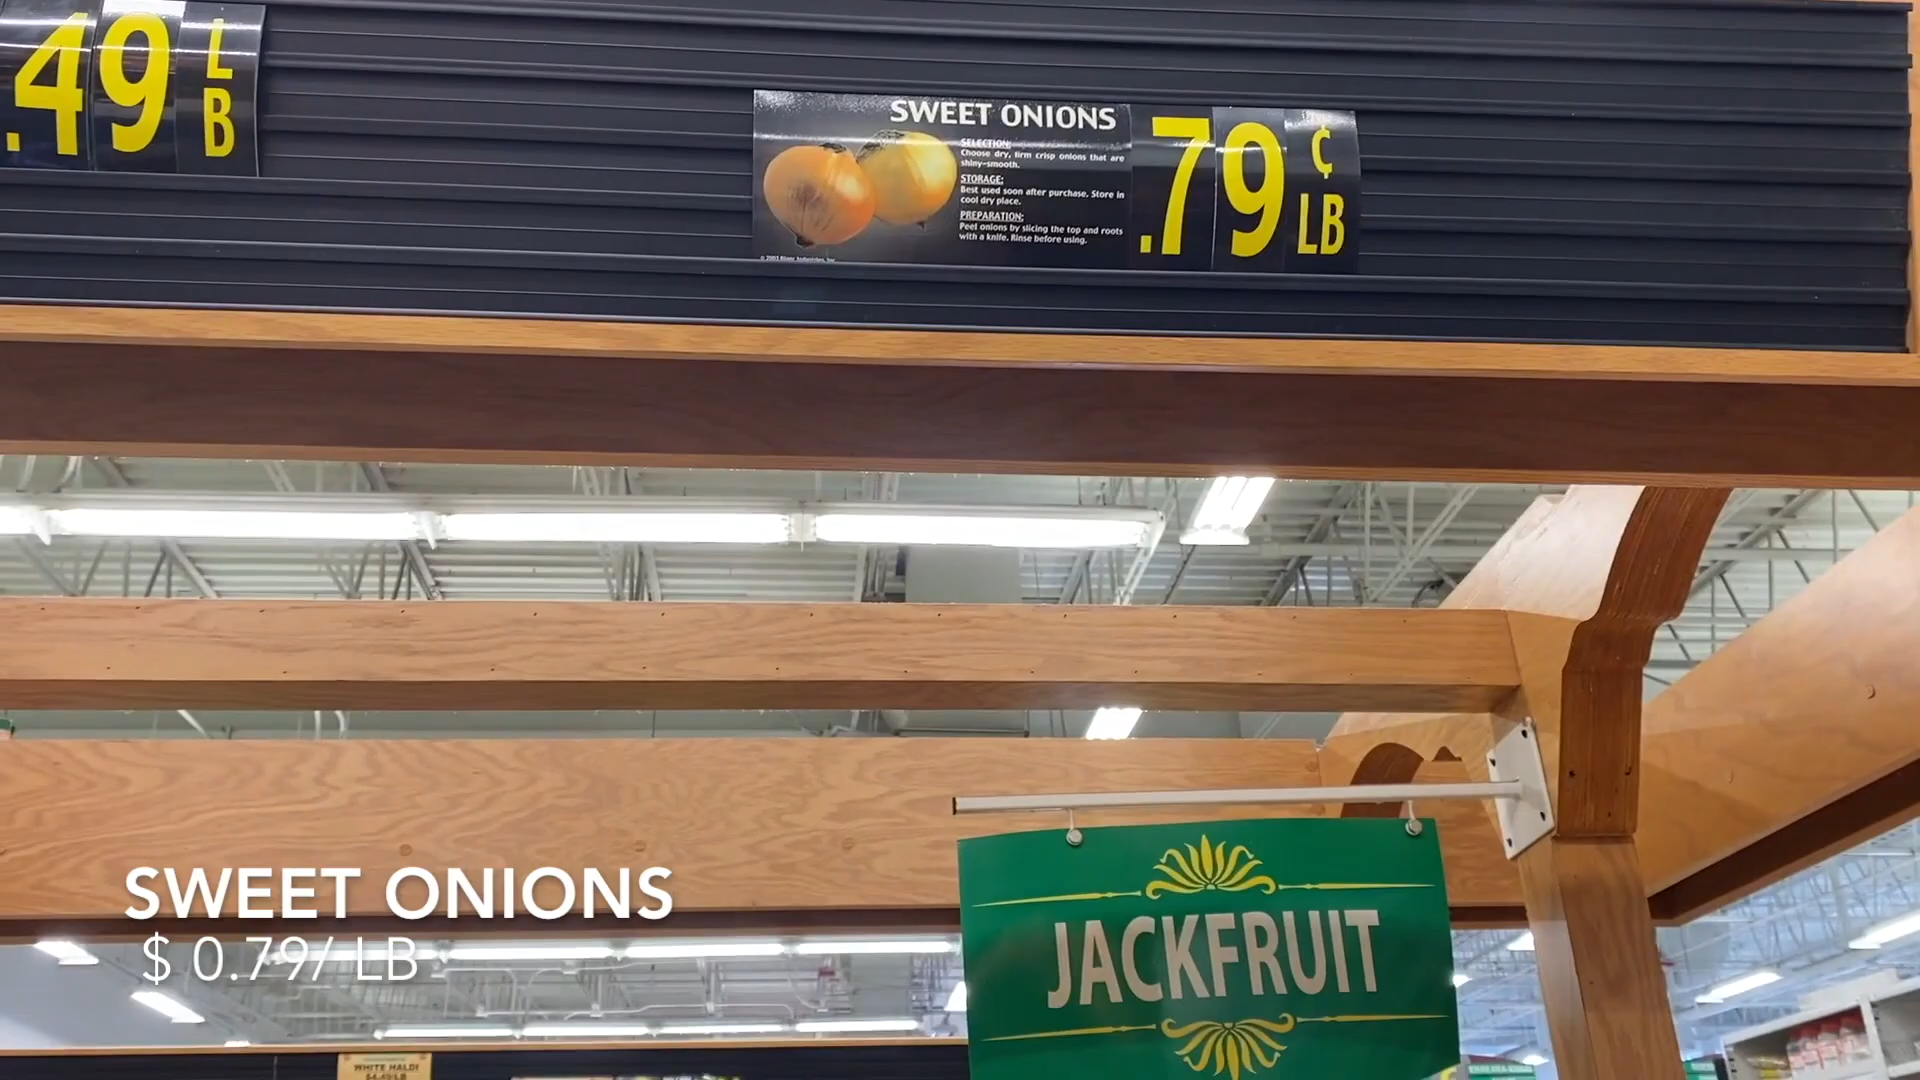 .49 LB
SWEET ONIONS
SELECTION:
Choose dry, firm crisp onions that are
shiny-smooth.
STORAGE:
Best used soon after purchase. Store in
cool dry place.
PREPARATION:
Peel onions by slicing the top and roots
with a knife. Rinse before using.
.79 ¢ LB
SWEET ONIONS
$ 0.79/ LB
JACKFRUIT
WHITE HALDI